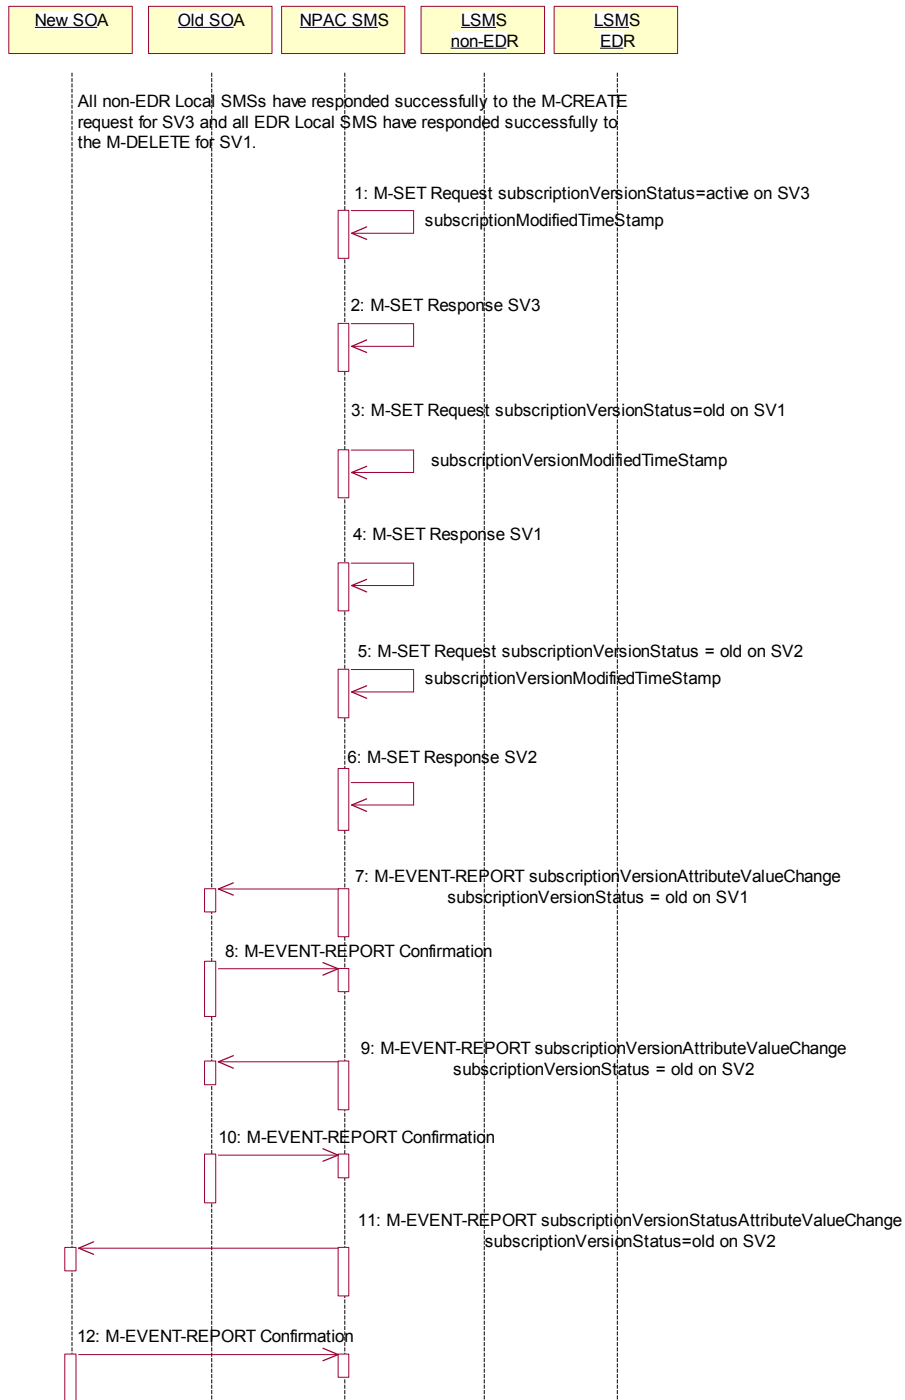 New SOA
Old SOA
NPAC SMS
LSMS
non-EDR
LSMS
EDR
All non-EDR Local SMSs have responded successfully to the M-CREATE
request for SV3 and all EDR Local SMS have responded successfully to
the M-DELETE for SV1.
1: M-SET Request subscriptionVersionStatus=active on SV3
subscriptionModifiedTimeStamp
2: M-SET Response SV3
3: M-SET Request subscriptionVersionStatus=old on SV1
subscriptionVersionModifiedTimeStamp
4: M-SET Response SV1
5: M-SET Request subscriptionVersionStatus = old on SV2
subscriptionVersionModifiedTimeStamp
6: M-SET Response SV2
7: M-EVENT-REPORT subscriptionVersionAttributeValueChange
subscriptionVersionStatus = old on SV1
8: M-EVENT-REPORT Confirmation
9: M-EVENT-REPORT subscriptionVersionAttributeValueChange
subscriptionVersionStatus = old on SV2
10: M-EVENT-REPORT Confirmation
11: M-EVENT-REPORT subscriptionVersionStatusAttributeValueChange
subscriptionVersionStatus=old on SV2
12: M-EVENT-REPORT Confirmation